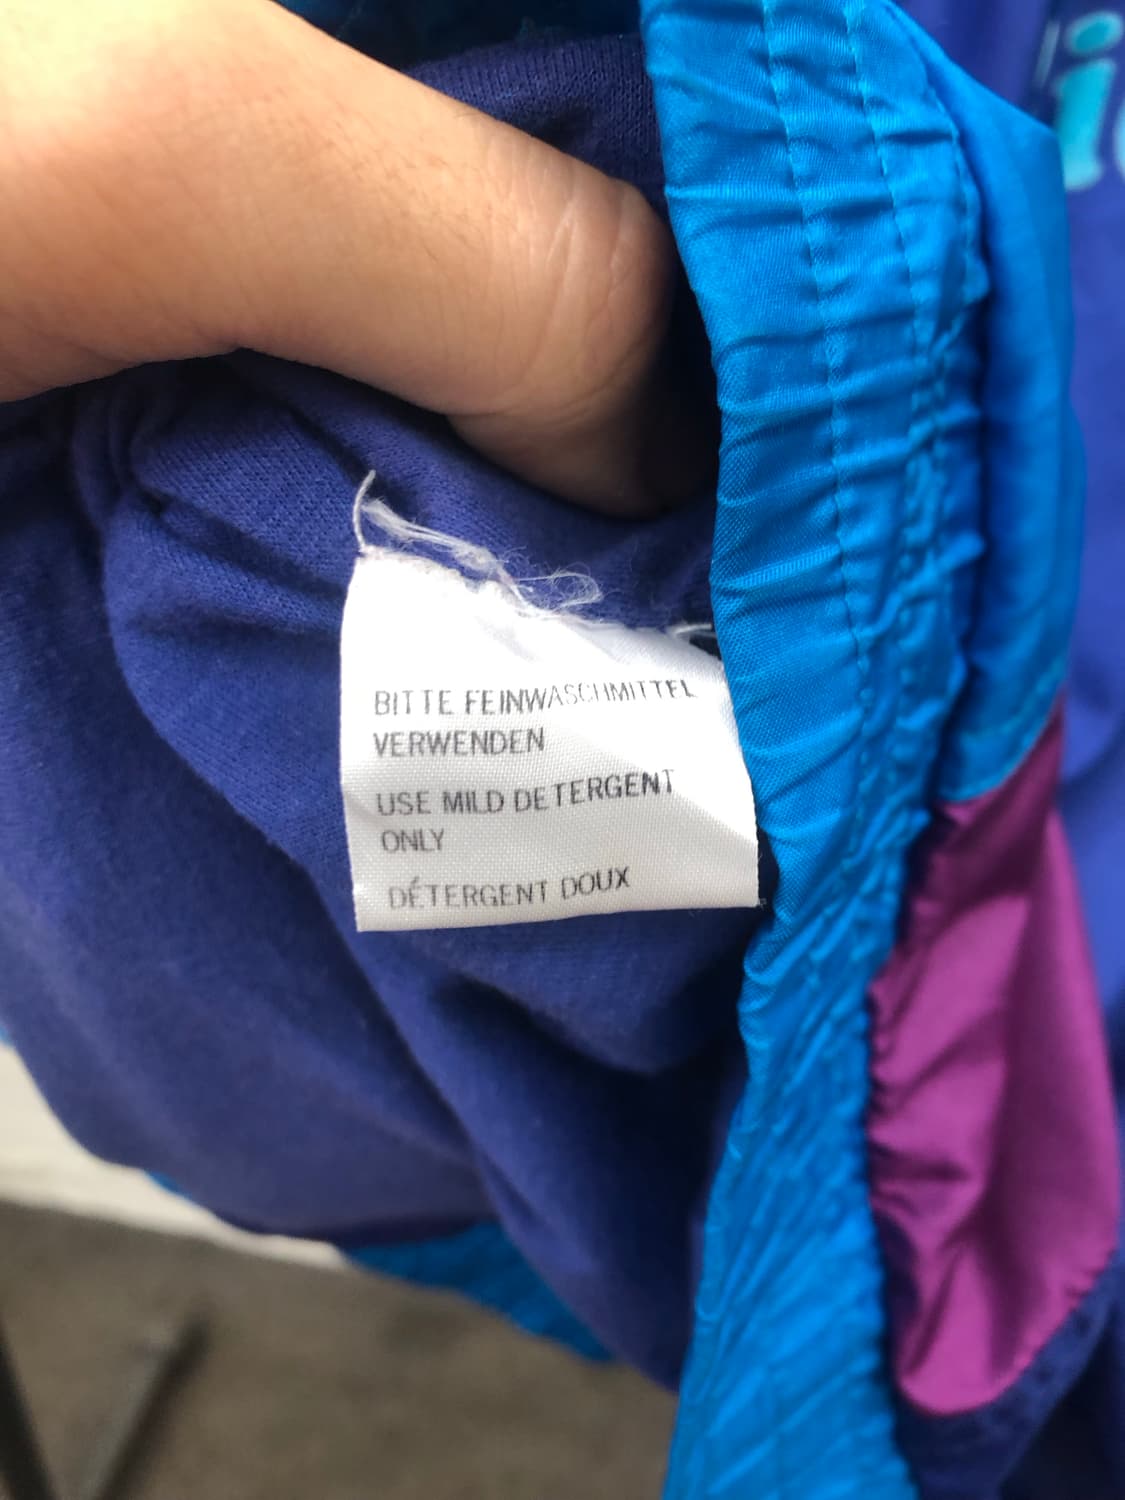 BITTE FEINWASCHMITTEL
VERWENDEN
USE MILD DETERGENT
ONLY
DÉTERGENT DOUX